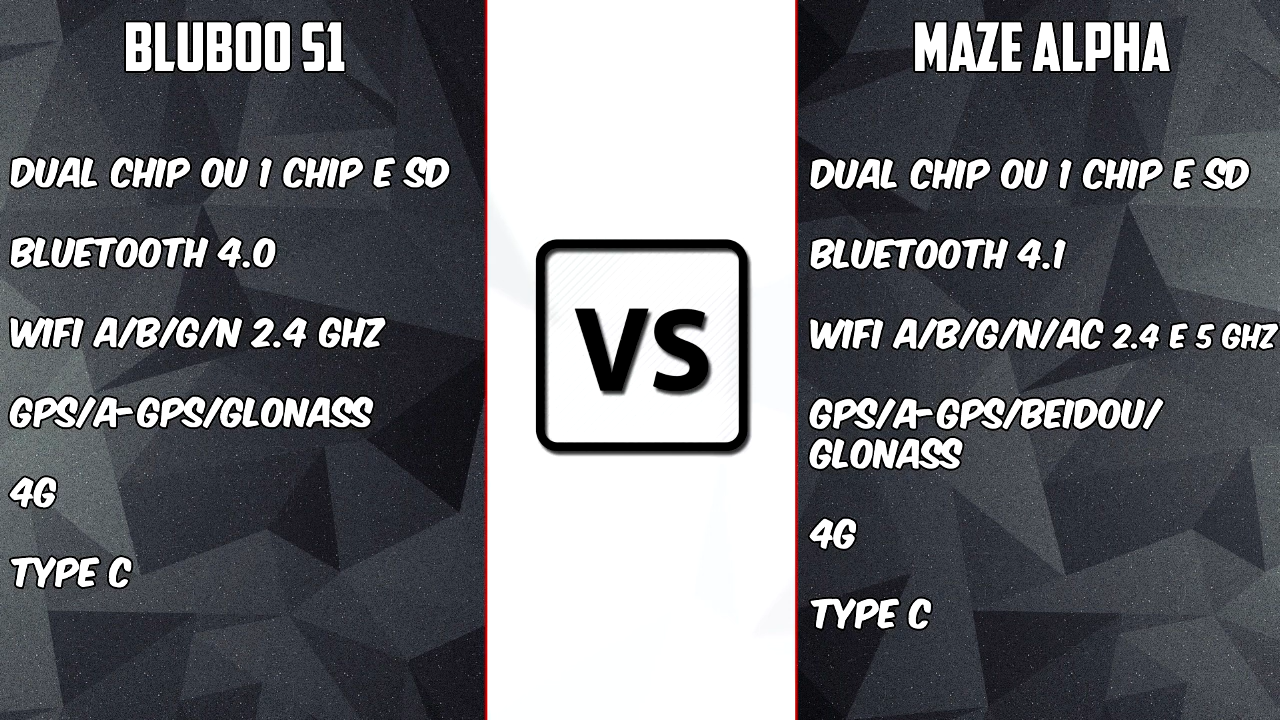 BLUBOO S1
DUAL CHIP OU 1 CHIP E SD
BLUETOOTH 4.0
WIFI A/B/G/N 2.4 GHZ
GPS/A-GPS/GLONASS
4G
TYPE C
VS
MAZE ALPHA
DUAL CHIP OU 1 CHIP E SD
BLUETOOTH 4.1
WIFI A/B/G/N/AC 2.4 E 5 GHZ
GPS/A-GPS/BEIDOU/
GLONASS
4G
TYPE C